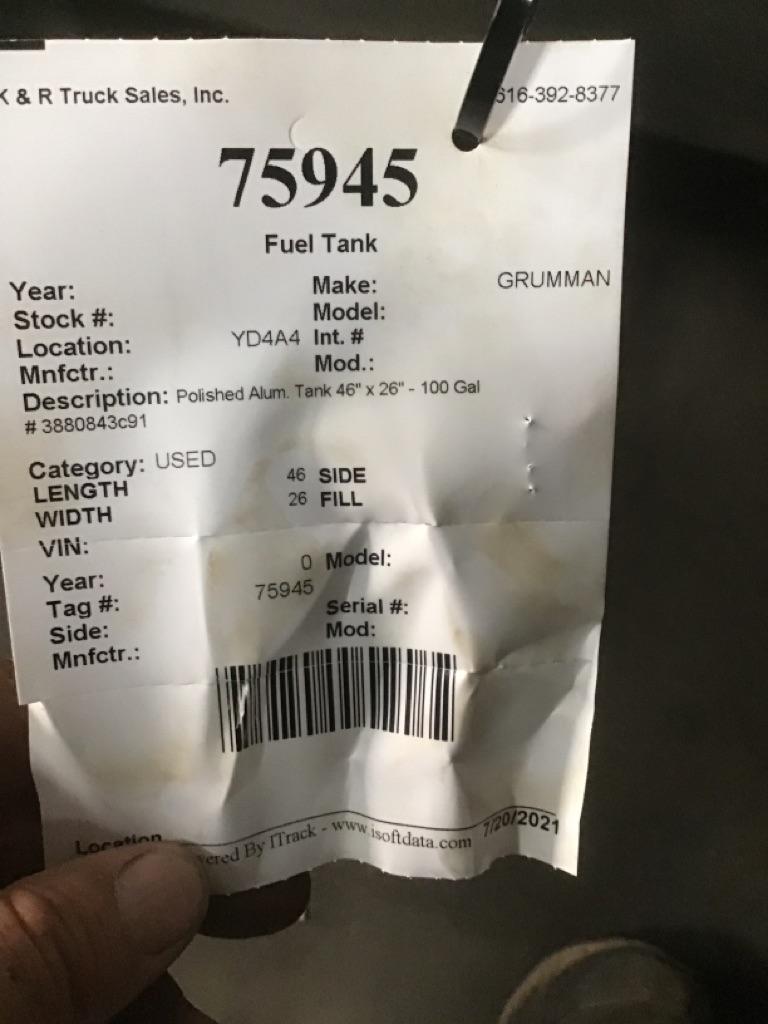 K & R Truck Sales, Inc. 616-392-8377
75945
Fuel Tank
Year: Make: GRUMMAN
Stock #: Model:
Location: YD4A4 Int. #
Mnfctr.: Mod.:
Description: Polished Alum. Tank 46" x 26" - 100 Gal
# 3880843c91
Category: USED
LENGTH 46 SIDE
WIDTH 26 FILL
VIN:
Year: 0 Model:
Tag #: 75945
Side: Serial #:
Mnfctr.: Mod:
Location
ered By ITrack - www.isoftdata.com 7/20/2021